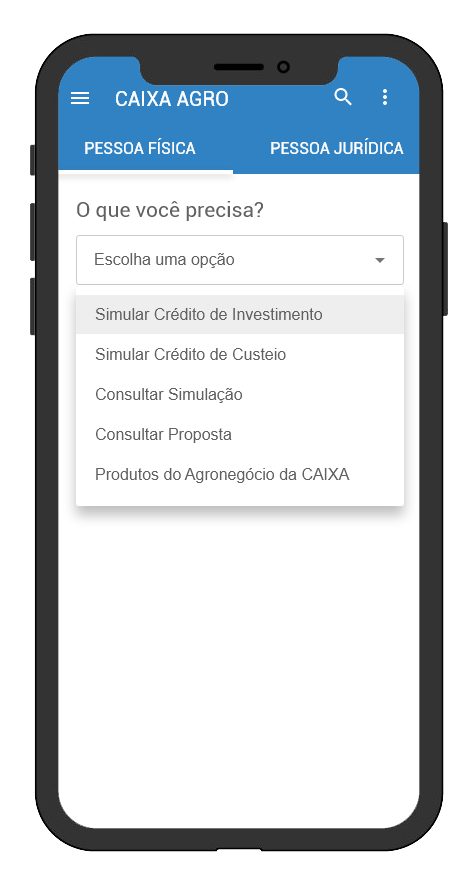 CAIXA AGRO
PESSOA FÍSICA PESSOA JURÍDICA
O que você precisa?
Escolha uma opção
Simular Crédito de Investimento
Simular Crédito de Custeio
Consultar Simulação
Consultar Proposta
Produtos do Agronegócio da CAIXA